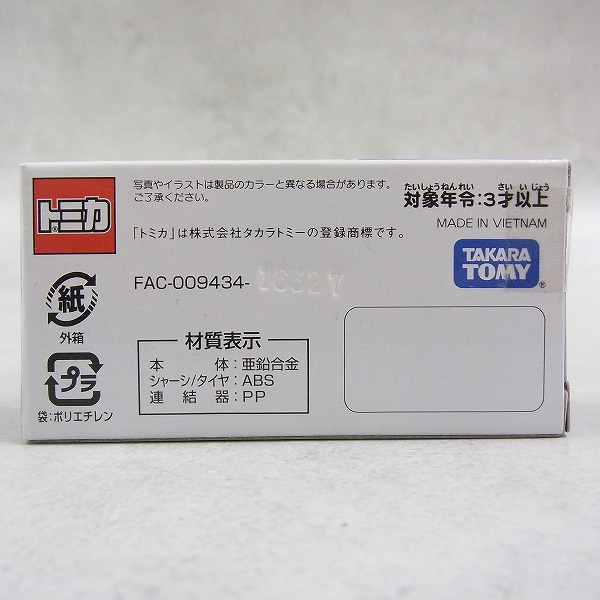 トミカ®
写真やイラストは製品のカラーと異なる場合があります。
ご了承ください。
「トミカ」は株式会社タカラトミーの登録商標です。
FAC-009434-16327
たいしょうねんれい さい いじょう
対象年令:3才以上
MADE IN VIETNAM
TAKARA
TOMY®
紙
外箱
プラ
袋:ポリエチレン
材質表示
本体:亜鉛合金
シャーシ/タイヤ:ABS
連結器:PP